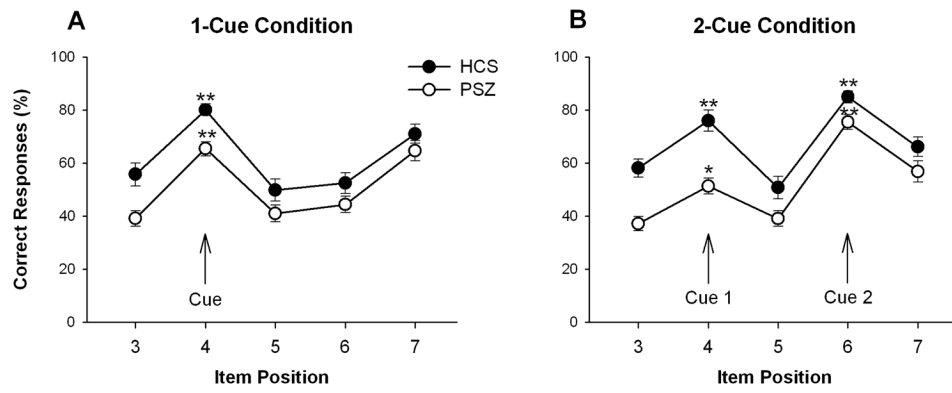 A
1-Cue Condition
100
80
60
40
20
0
Correct Responses (%)
**
**
HCS
PSZ
Cue
3 4 5 6 7
Item Position
B
2-Cue Condition
100
80
60
40
20
0
**
*
**
**
Cue 1
Cue 2
3 4 5 6 7
Item Position